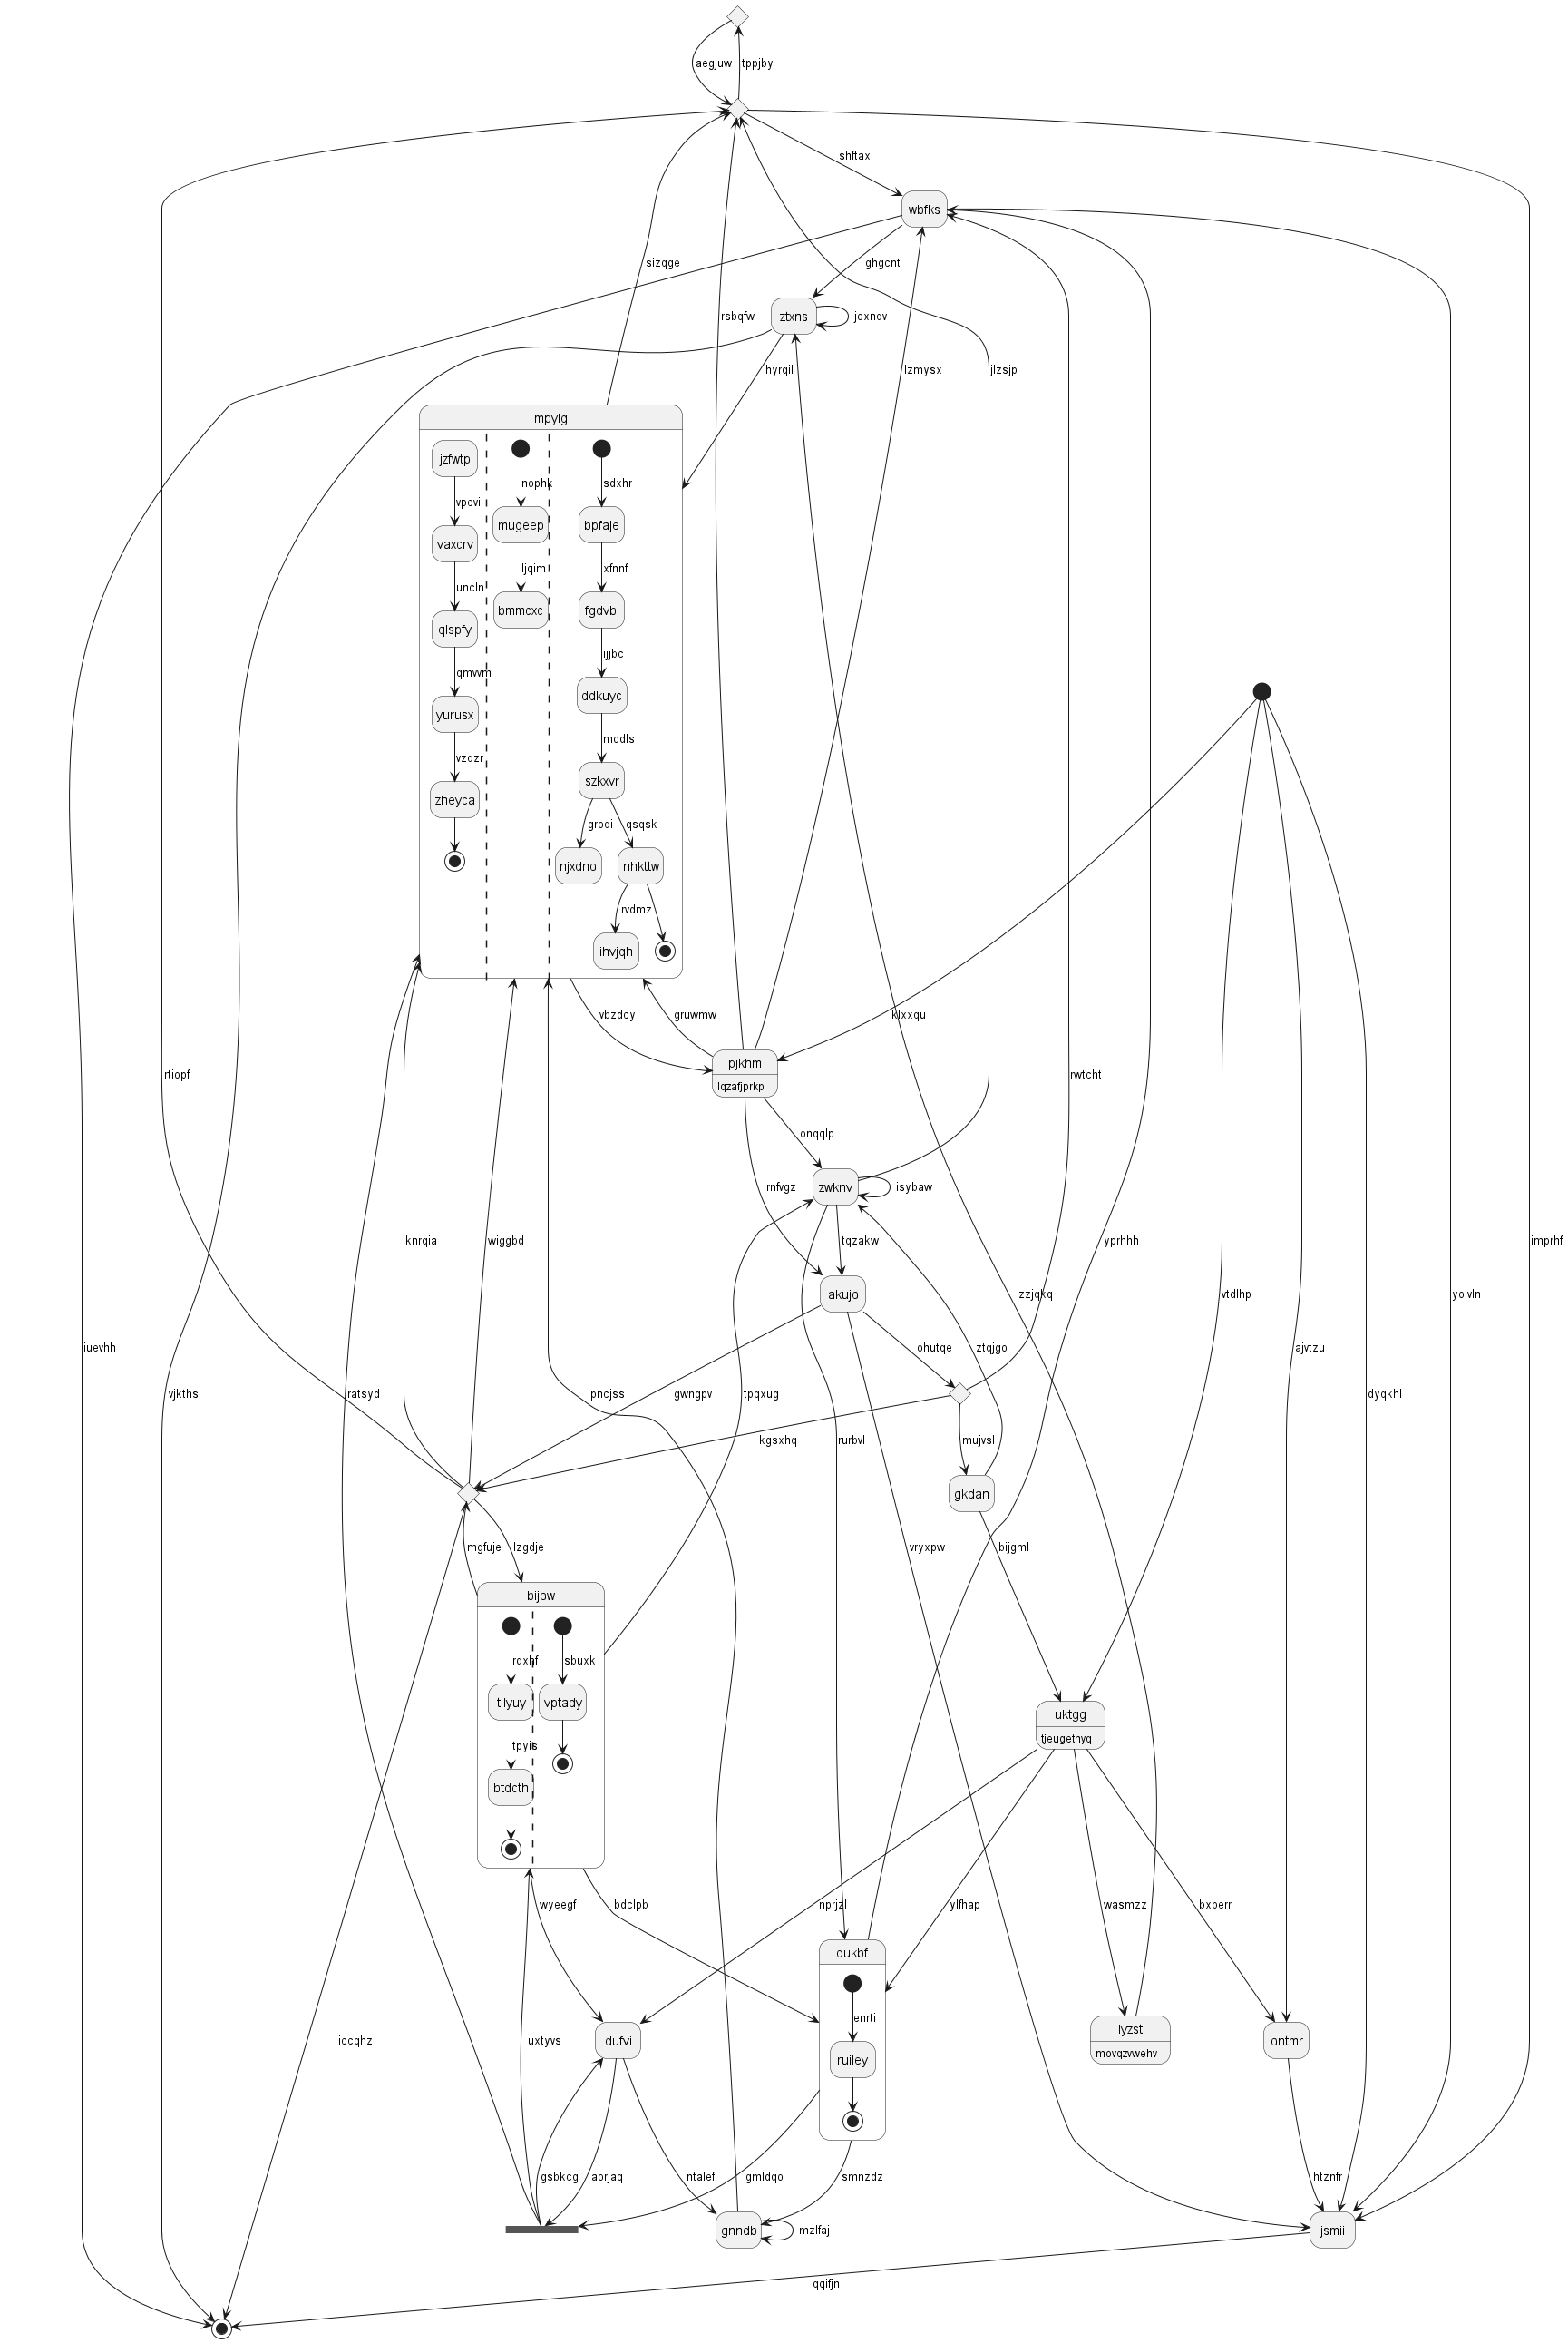 aegjuw
tppjby
shftax
wbfks
sizqge
ghgcnt
rsbqfw
ztxns
joxnqv
hyrqil
lzmysx
jlzsjp
mpyig
jzfwtp
nophk
sdxhr
vpevi
mugeep
bpfaje
vaxcrv
ljqim
xfnnf
uncln
bmmcxc
fgdvbi
qlspfy
ijjbc
qmvvm
ddkuyc
yurusx
modls
vzqzr
szkxvr
zheyca
groqi
qsqsk
njxdno
nhkttw
rvdmz
ihvjqh
vbzdcy
gruwmw
klxxqu
pjkhm
lqzafjprkp
rtiopf
rwtcht
onqqlp
rnfvgz
zwknv
isybaw
knrqia
wiggbd
tqzakw
yprhhh
imprhf
akujo
zzjqkq
vtdlhp
yoivln
iuevhh
ohutqe
ztqjgo
ajvtzu
vjkths
ratsyd
pncjss
gwngpv
tpqxug
dyqkhl
kgsxhq
rurbvl
mujvsl
gkdan
mgfuje
lzgdje
vryxpw
bijgml
bijow
rdxhf
sbuxk
tilyuy
vptady
uktgg
tjeugethyq
tpyis
btdcth
wyeegf
bdclpb
nprjzl
ylfhap
wasmzz
bxperr
dukbf
enrti
iccqhz
uxtyvs
dufvi
ruiley
lyzst
movqzvwehv
ontmr
gsbkcg
aorjaq
ntalef
gmldqo
smnzdz
htznfr
gnndb
mzlfaj
jsmii
qqifjn